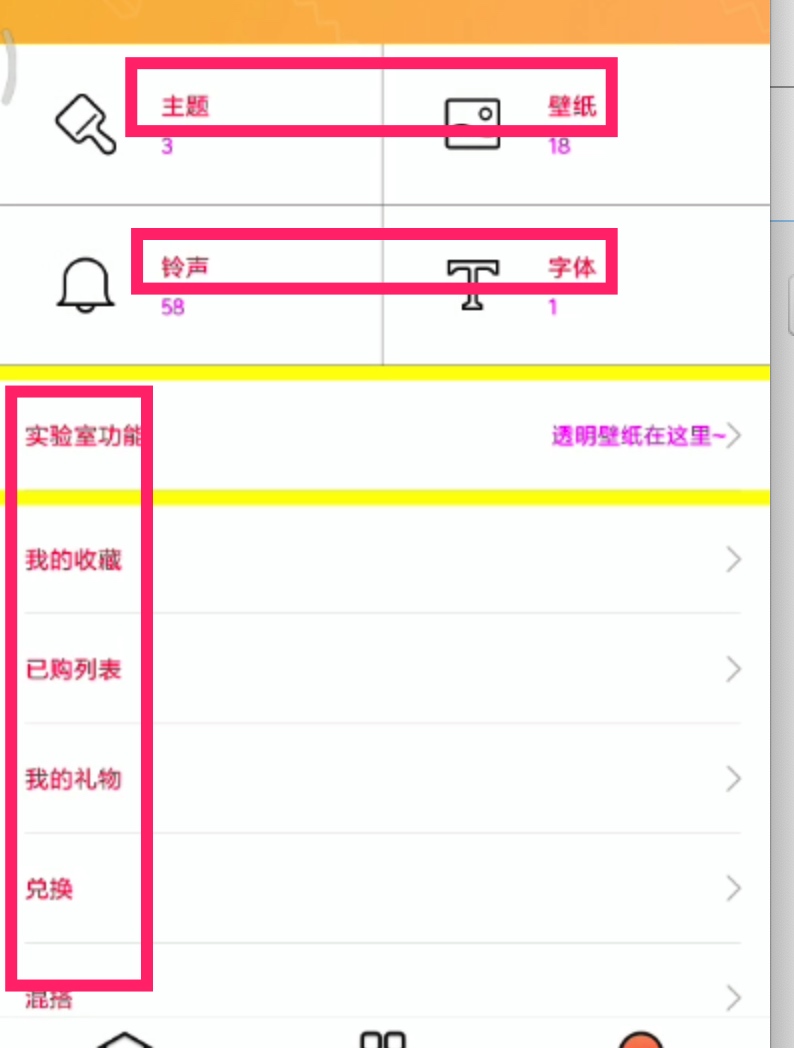 主题
壁纸
3
18
铃声
字体
58
1
实验室功能
透明壁纸在这里~
我的收藏
已购列表
我的礼物
兑换
混搭